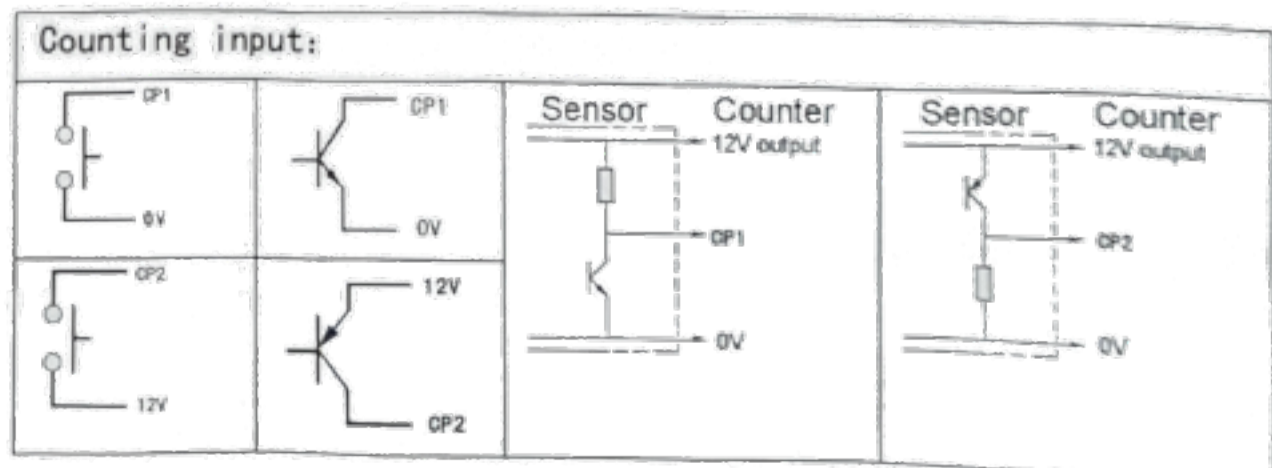 Counting input:
CP1
0V
CP2
12V
CP1
0V
12V
CP2
Sensor Counter
12V output
CP1
0V
Sensor Counter
12V output
CP2
0V